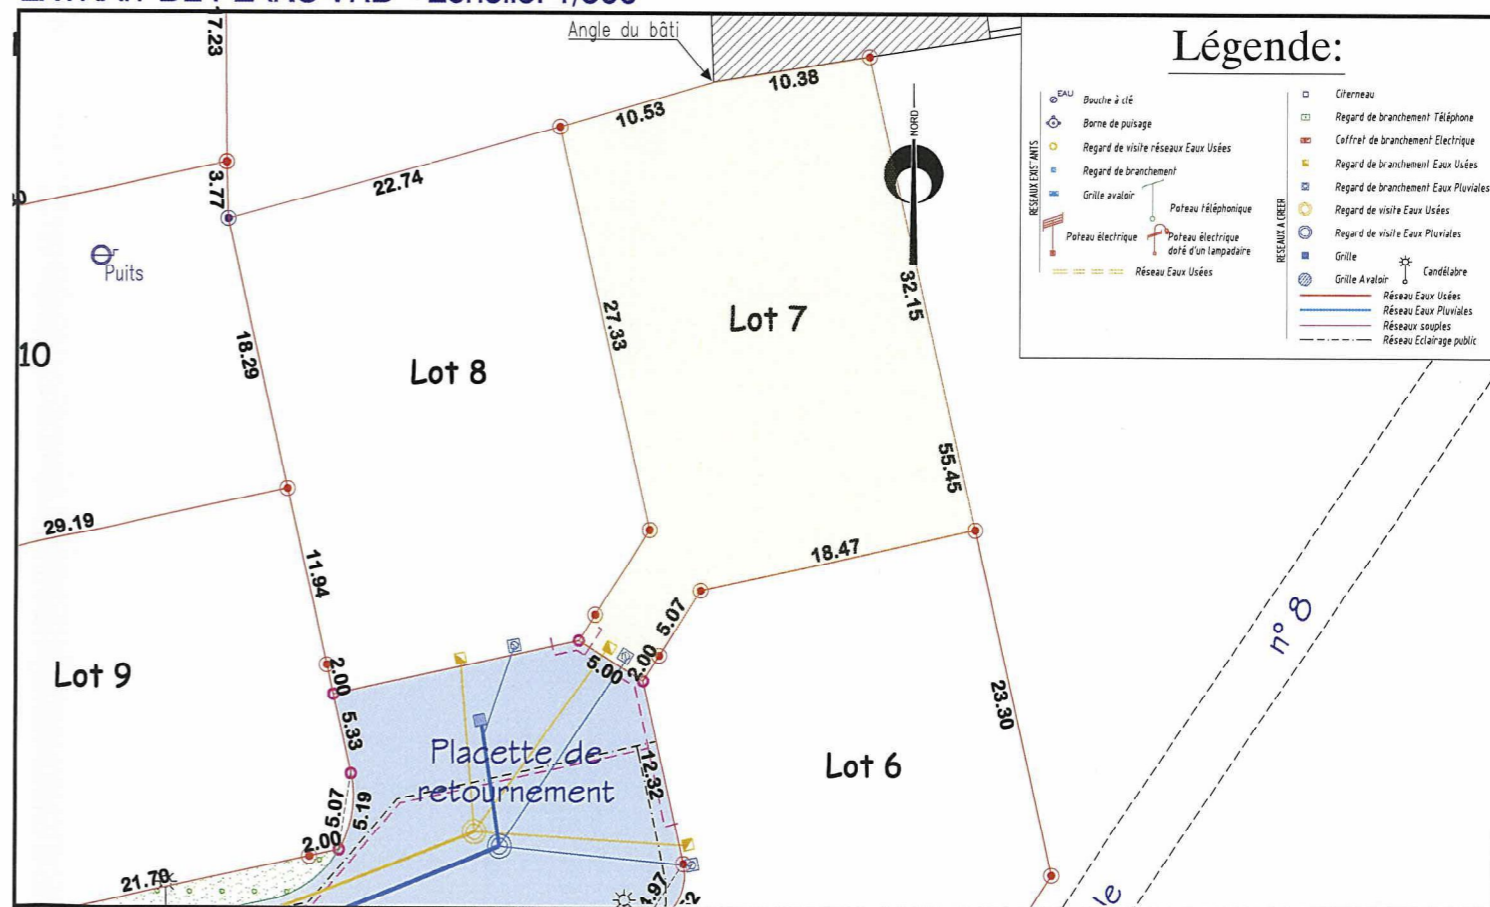 17.23
Angle du bâti
10.38
10.53
3.77
22.74
Puits
NORD
32.15
10
18.29
Lot 8
27.33
Lot 7
55.45
29.19
11.94
18.47
Lot 9
2.00
5.07
5.00
2.00
5.33
23.30
Placette de
retournement
12.32
Lot 6
5.07
5.19
2.00
21.70
4.97
n° 8
Légende:
RESEAUX EXISTANTS
EAU
Bouche à clé
Borne de puisage
Regard de visite réseaux Eaux Usées
Regard de branchement
Grille avaloir
Poteau téléphonique
Poteau électrique
Poteau électrique
doté d'un lampadaire
Réseau Eaux Usées
RESEAUX A CREER
Citerneau
Regard de branchement Téléphone
Coffret de branchement Electrique
Regard de branchement Eaux Usées
Regard de branchement Eaux Pluviales
Regard de visite Eaux Usées
Regard de visite Eaux Pluviales
Grille
Candélabre
Grille Avaloir
Réseau Eaux Usées
Réseau Eaux Pluviales
Réseaux souples
Réseau Eclairage public